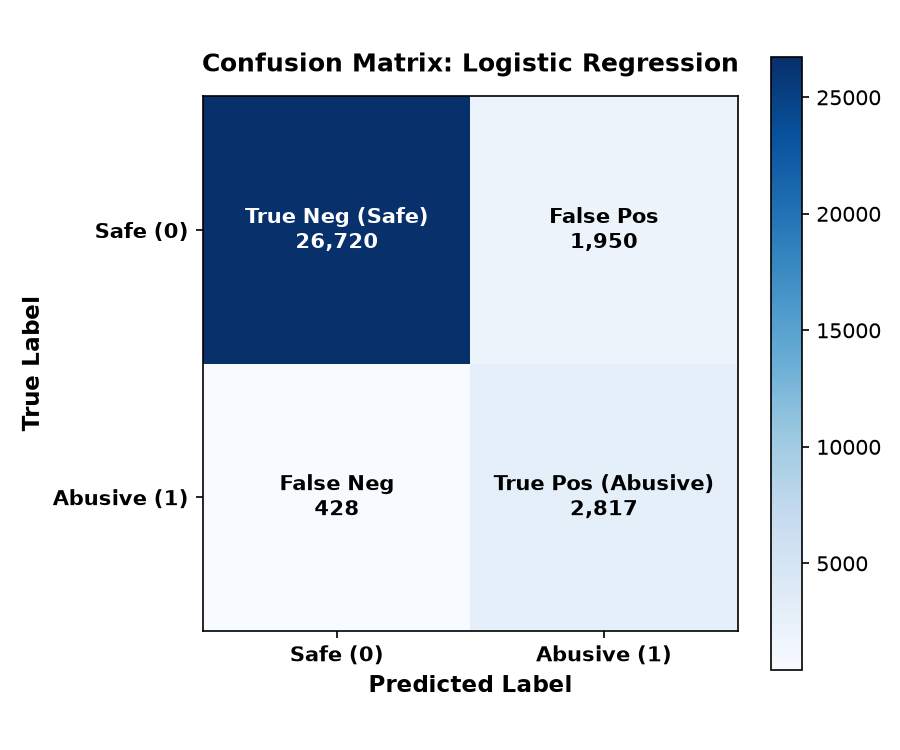 Confusion Matrix: Logistic Regression
True Label
Safe (0)
Abusive (1)
True Neg (Safe)
26,720
False Pos
1,950
False Neg
428
True Pos (Abusive)
2,817
Safe (0)
Abusive (1)
Predicted Label
25000
20000
15000
10000
5000